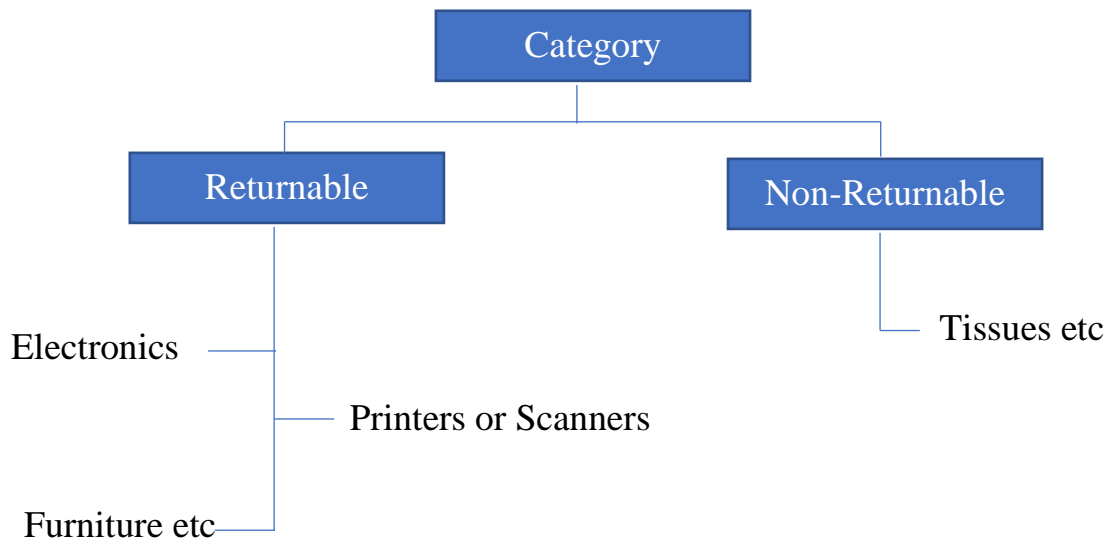 Category
Returnable
Non-Returnable
Electronics
Tissues etc
Printers or Scanners
Furniture etc